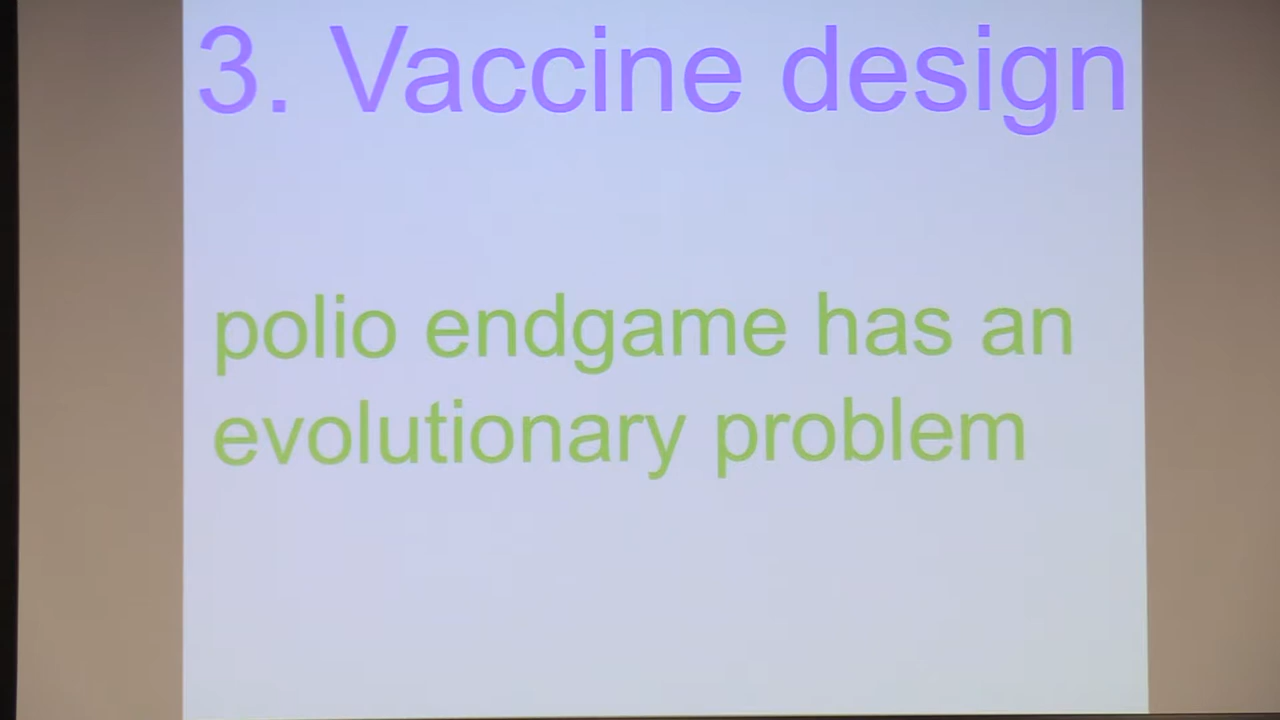 3. Vaccine design
polio endgame has an
evolutionary problem